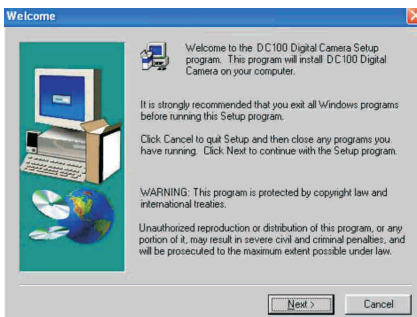 Welcome
Welcome to the DC100 Digital Camera Setup
program. This program will install DC100 Digital
Camera on your computer.
It is strongly recommended that you exit all Windows programs
before running this Setup program.
Click Cancel to quit Setup and then close any programs you
have running. Click Next to continue with the Setup program.
WARNING: This program is protected by copyright law and
international treaties.
Unauthorized reproduction or distribution of this program, or any
portion of it, may result in severe civil and criminal penalties, and
will be prosecuted to the maximum extent possible under law.
Next > Cancel